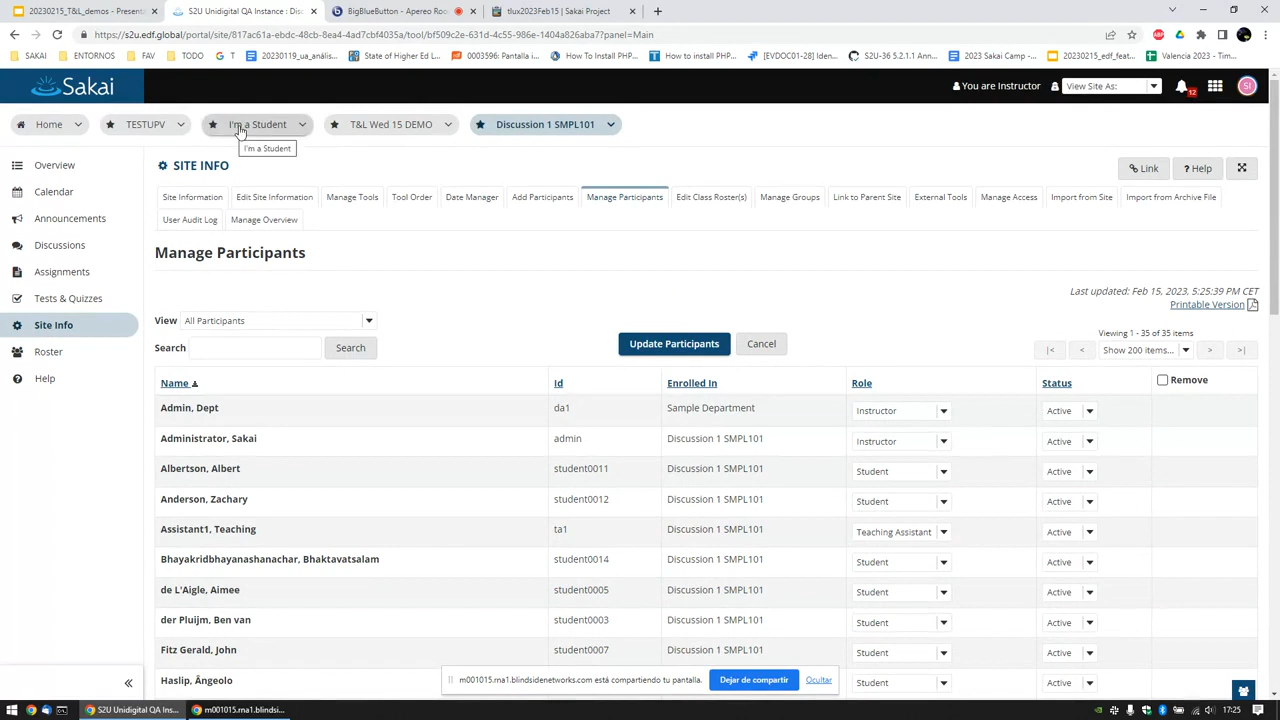 20230215_T&L_demos - Presenta
S2U Unidigital QA Instance : Disc
BigBlueButton - Apereo Roo
tlux2023Feb15 | Sakai Project
https://s2u.edf.global/portal/site/817ac61a-ebdc-48cb-8ea4-4ad7cbf4035a/tool/bf509c2e-631d-4c55-986e-1404a826aba7?panel=Main
SAKAI
ENTORNOS
FAV
TODO
T
20230119_ua_anális...
State of Higher Ed L...
0003596: Pantalla i...
How To Install PHP...
How to install PHP...
[EVDOC01-28] Iden...
S2U-36 5.2.1.1 Ann...
2023 Sakai Camp -...
20230215_edf_feat...
Valencia 2023 - Tim...
Sakai
You are Instructor
View Site As:
12
SI
Home
TESTUPV
I'm a Student
T&L Wed 15 DEMO
Discussion 1 SMPL101
I'm a Student
Overview
Calendar
Announcements
Discussions
Assignments
Tests & Quizzes
Site Info
Roster
Help
SITE INFO
Link
? Help
Site Information
Edit Site Information
Manage Tools
Tool Order
Date Manager
Add Participants
Manage Participants
Edit Class Roster(s)
Manage Groups
Link to Parent Site
External Tools
Manage Access
Import from Site
Import from Archive File
User Audit Log
Manage Overview
Manage Participants
Last updated: Feb 15, 2023, 5:25:39 PM CET
Printable Version
View All Participants
Search
Search
Update Participants
Cancel
Viewing 1 - 35 of 35 items
|< < Show 200 items... > >|
Name Id Enrolled In Role Status Remove
Admin, Dept da1 Sample Department Instructor Active
Administrator, Sakai admin Discussion 1 SMPL101 Instructor Active
Albertson, Albert student0011 Discussion 1 SMPL101 Student Active
Anderson, Zachary student0012 Discussion 1 SMPL101 Student Active
Assistant1, Teaching ta1 Discussion 1 SMPL101 Teaching Assistant Active
Bhayakridbhayanashanachar, Bhaktavatsalam student0014 Discussion 1 SMPL101 Student Active
de L'Aigle, Aimee student0005 Discussion 1 SMPL101 Student Active
der Pluijm, Ben van student0003 Discussion 1 SMPL101 Student Active
Fitz Gerald, John student0007 Discussion 1 SMPL101 Student Active
Haslip, Ângeolo Discussion 1 SMPL101 Student Active
m001015.rna1.blindsidenetworks.com está compartiendo tu pantalla.
Dejar de compartir
Ocultar
S2U Unidigital QA Inst...
m001015.rna1.blindsi...
17:25